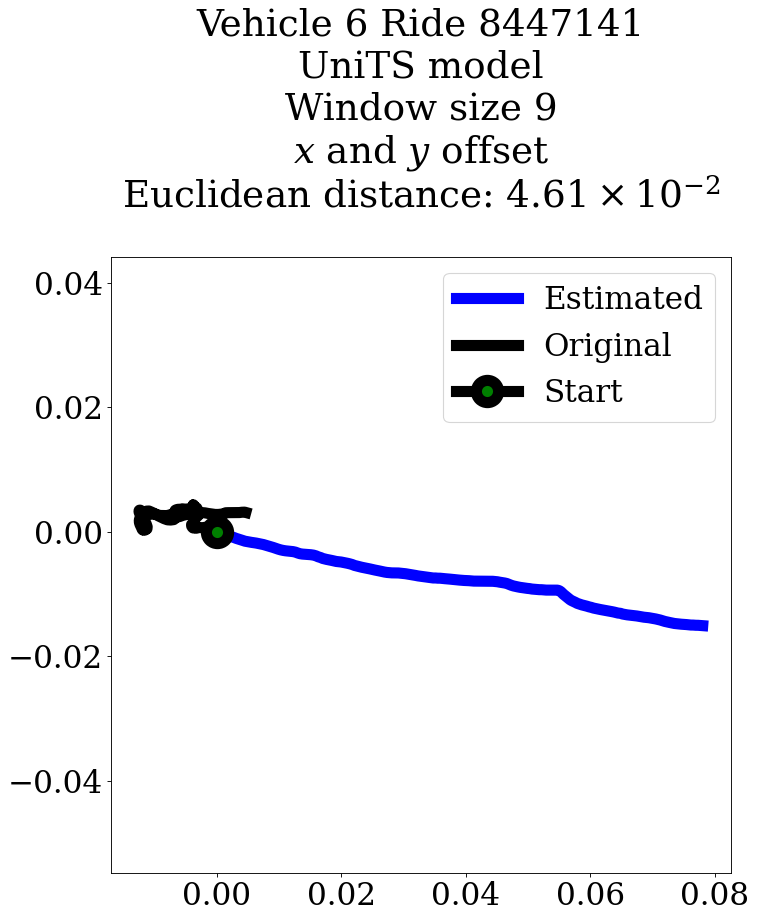 Vehicle 6 Ride 8447141
UniTS model
Window size 9
x and y offset
Euclidean distance: 4.61 × 10⁻²
Estimated
Original
Start
0.04
0.02
0.00
−0.02
−0.04
0.00 0.02 0.04 0.06 0.08